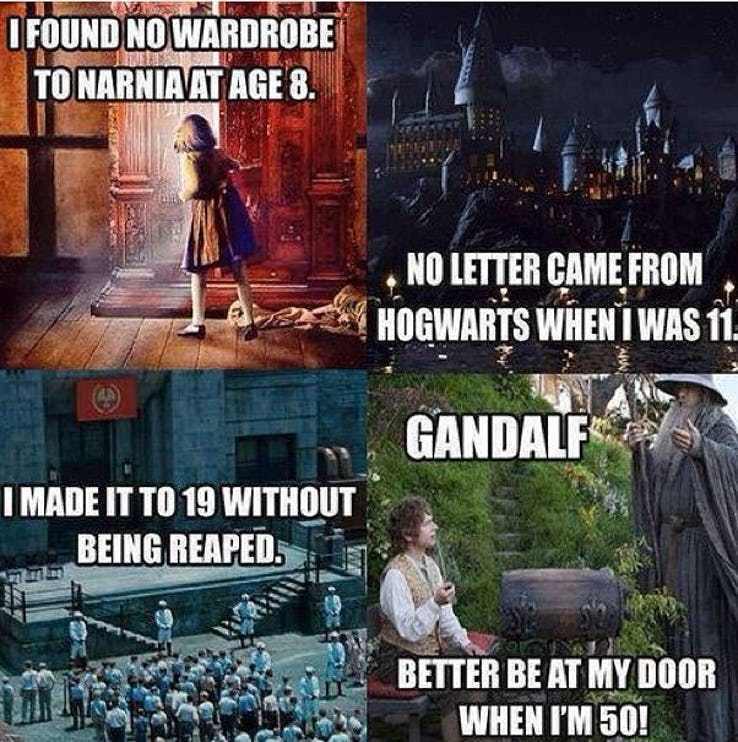 I FOUND NO WARDROBE
TO NARNIA AT AGE 8.
NO LETTER CAME FROM
HOGWARTS WHEN I WAS 11.
I MADE IT TO 19 WITHOUT
BEING REAPED.
GANDALF
BETTER BE AT MY DOOR
WHEN I'M 50!